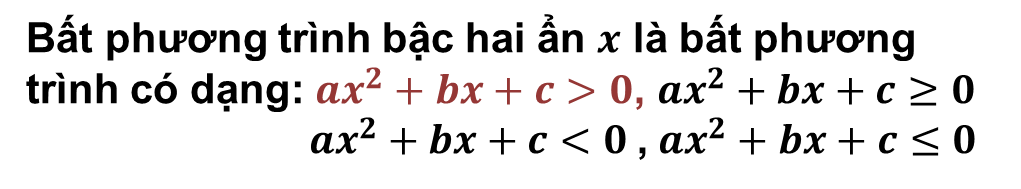 Bất phương trình bậc hai ẩn x là bất phương
trình có dạng: ax² + bx + c > 0, ax² + bx + c ≥ 0
ax² + bx + c < 0 , ax² + bx + c ≤ 0